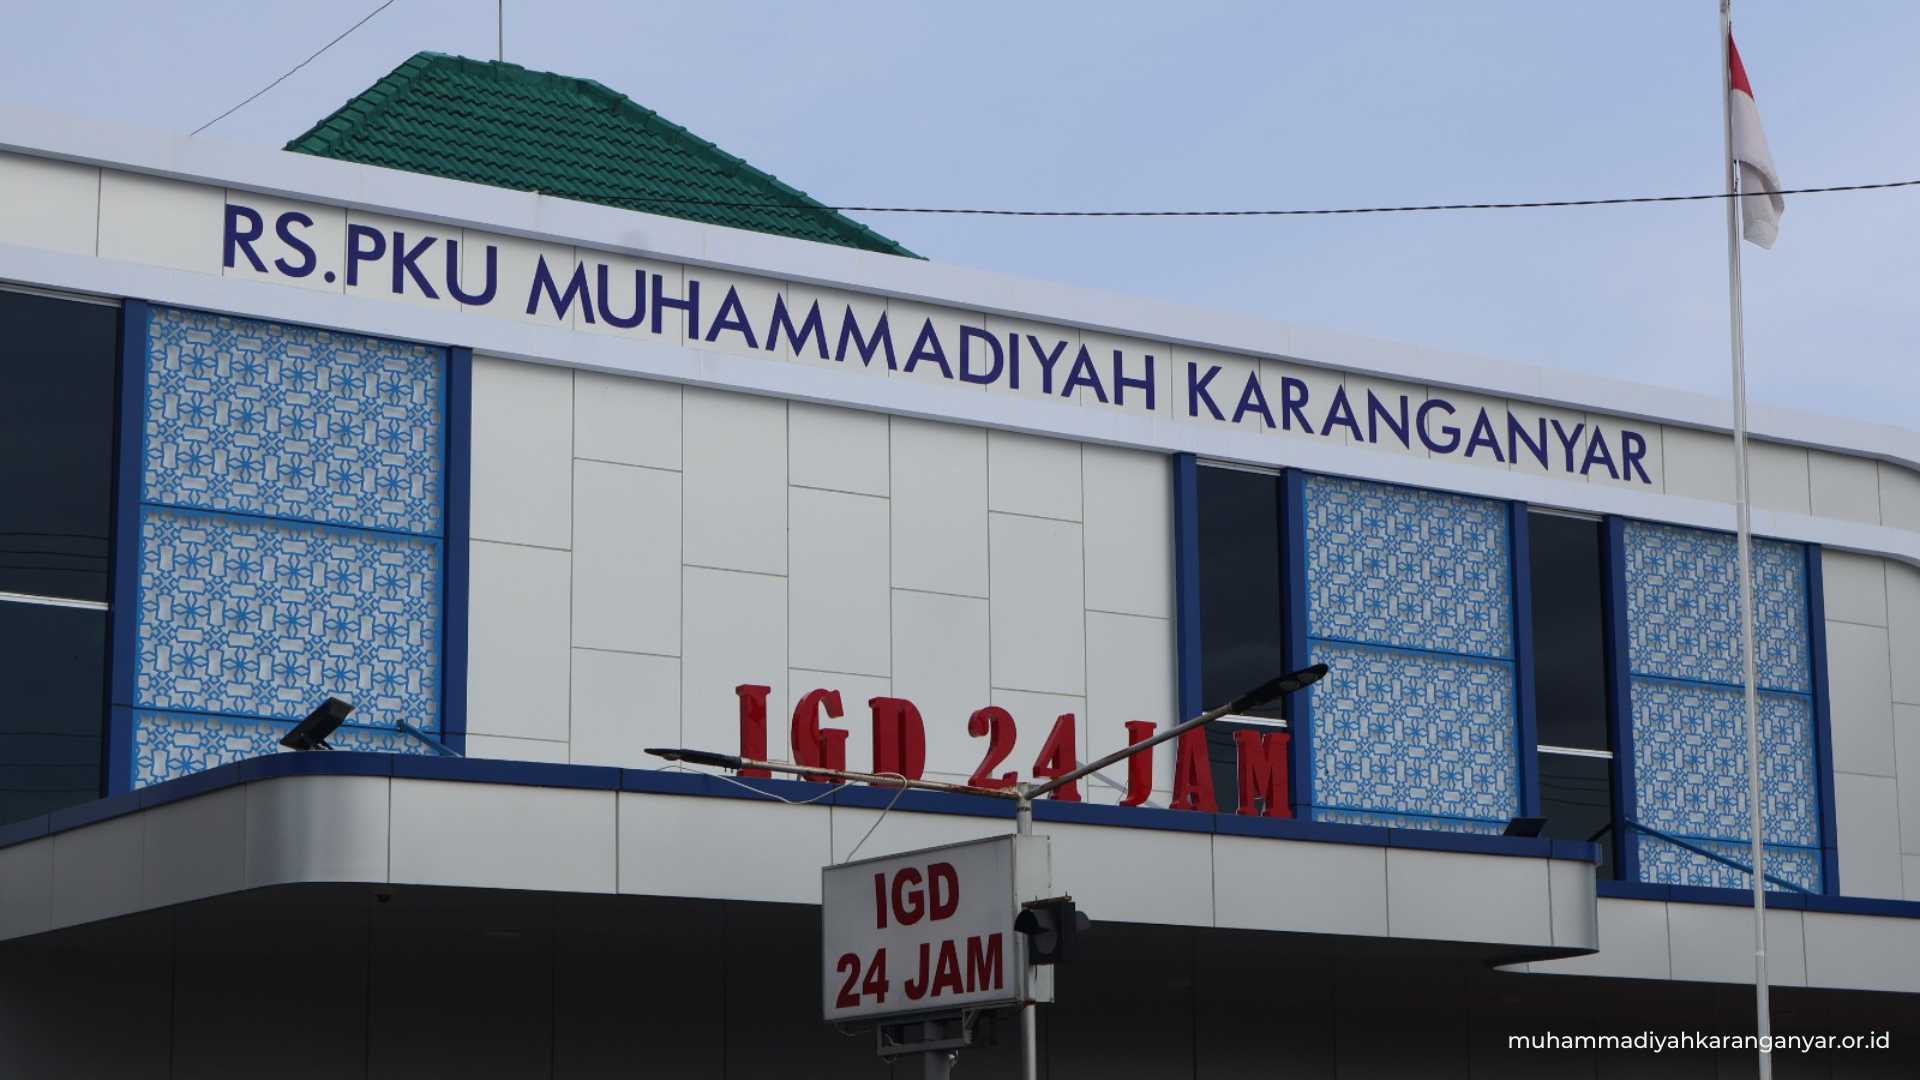 RS.PKU MUHAMMADIYAH KARANGANYAR
IGD 24 JAM
IGD
24 JAM
muhammadiyahkaranganyar.or.id